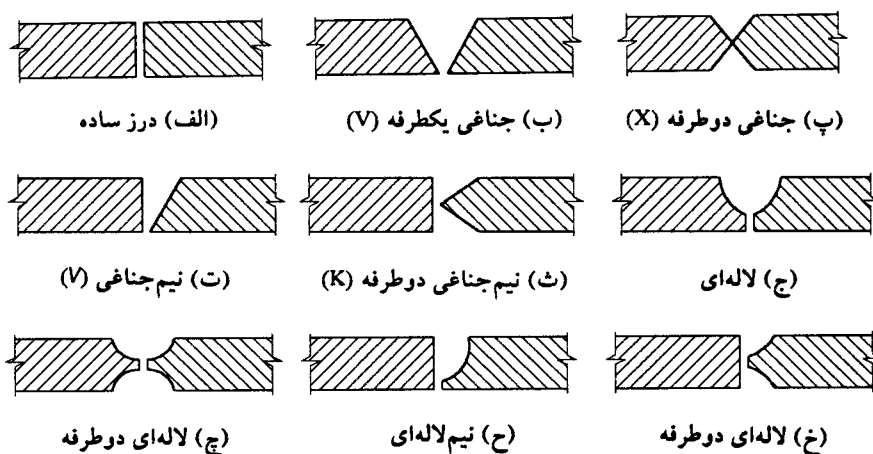 (الف) درز ساده
(ب) جناغی یکطرفه (V)
(پ) جناغی دوطرفه (X)
(ت) نیم‌جناغی (V)
(ث) نیم‌جناغی دوطرفه (K)
(ج) لاله‌ای
(چ) لاله‌ای دوطرفه
(ح) نیم‌لاله‌ای
(خ) لاله‌ای دوطرفه